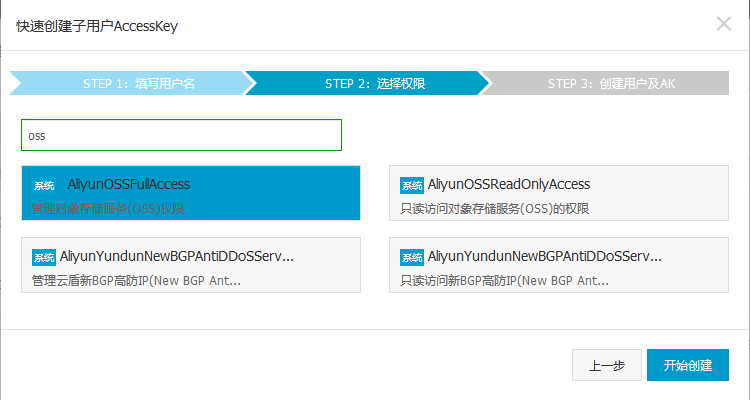 快速创建子用户AccessKey
STEP 1：填写用户名
STEP 2：选择权限
STEP 3：创建用户及AK
oss
系统 AliyunOSSFullAccess
管理对象存储服务(OSS)权限
系统 AliyunOSSReadOnlyAccess
只读访问对象存储服务(OSS)的权限
系统 AliyunYundunNewBGPAntiDDoSServ...
管理云盾新BGP高防IP(New BGP Ant...
系统 AliyunYundunNewBGPAntiDDoSServ...
只读访问新BGP高防IP(New BGP Ant...
上一步
开始创建